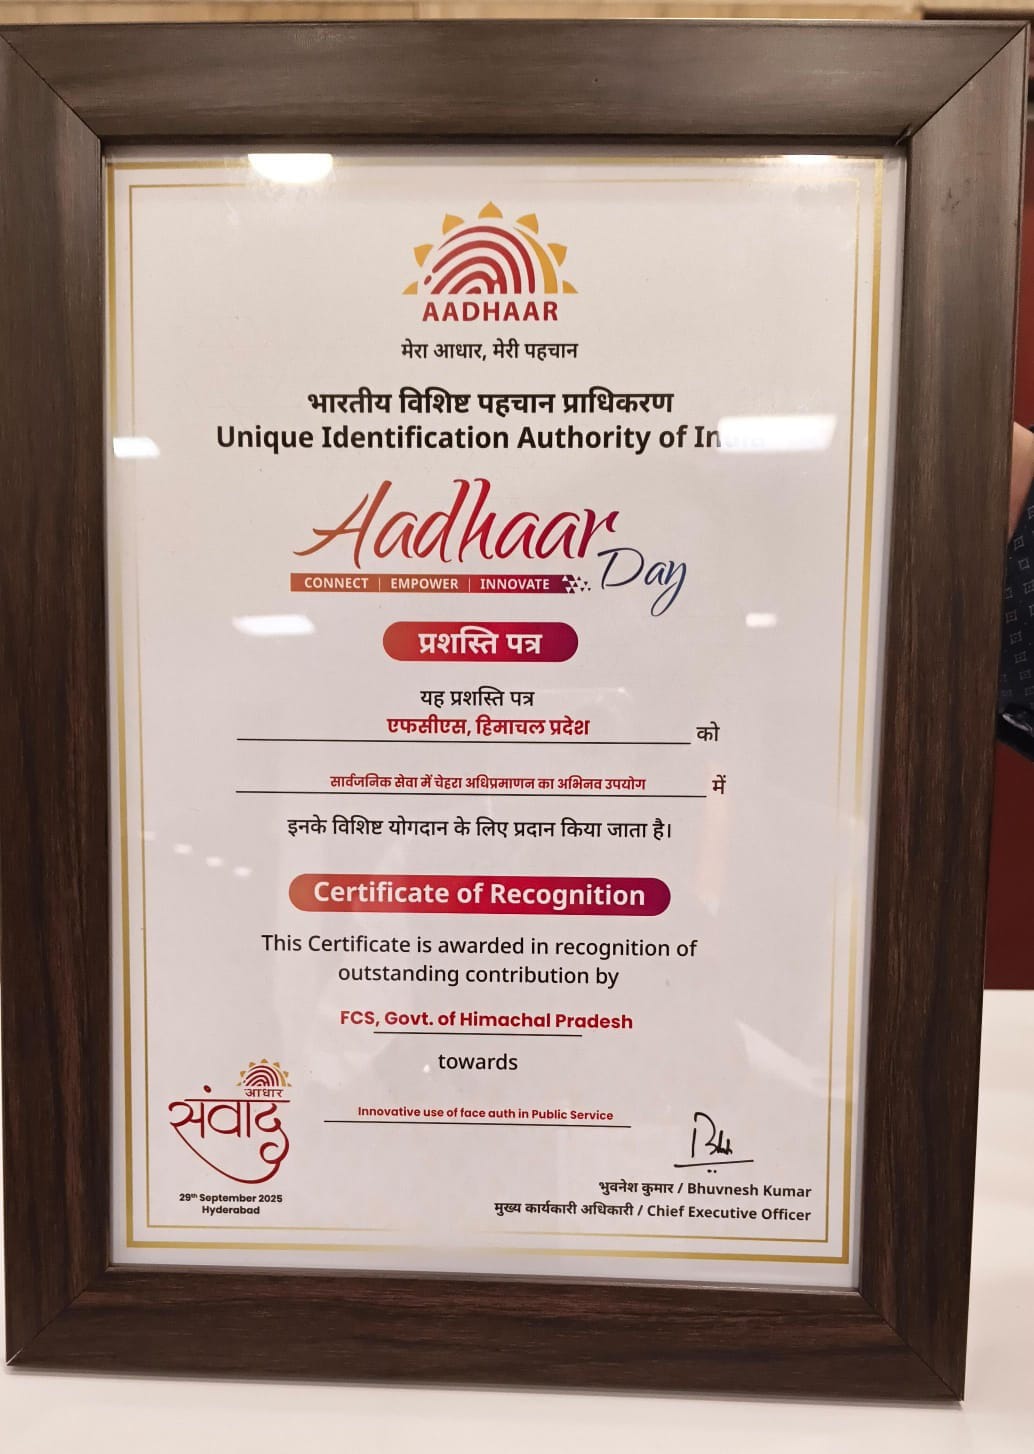 AADHAAR
मेरा आधार, मेरी पहचान
भारतीय विशिष्ट पहचान प्राधिकरण
Unique Identification Authority of India
Aadhaar Day
CONNECT | EMPOWER | INNOVATE
प्रशस्ति पत्र
यह प्रशस्ति पत्र
एफसीएस, हिमाचल प्रदेश को
सार्वजनिक सेवा में चेहरा अधिप्रमाणन का अभिनव उपयोग में
इनके विशिष्ट योगदान के लिए प्रदान किया जाता है।
Certificate of Recognition
This Certificate is awarded in recognition of
outstanding contribution by
FCS, Govt. of Himachal Pradesh
towards
Innovative use of face auth in Public Service
आधार
संवाद
29th September 2025
Hyderabad
भुवनेश कुमार / Bhuvnesh Kumar
मुख्य कार्यकारी अधिकारी / Chief Executive Officer